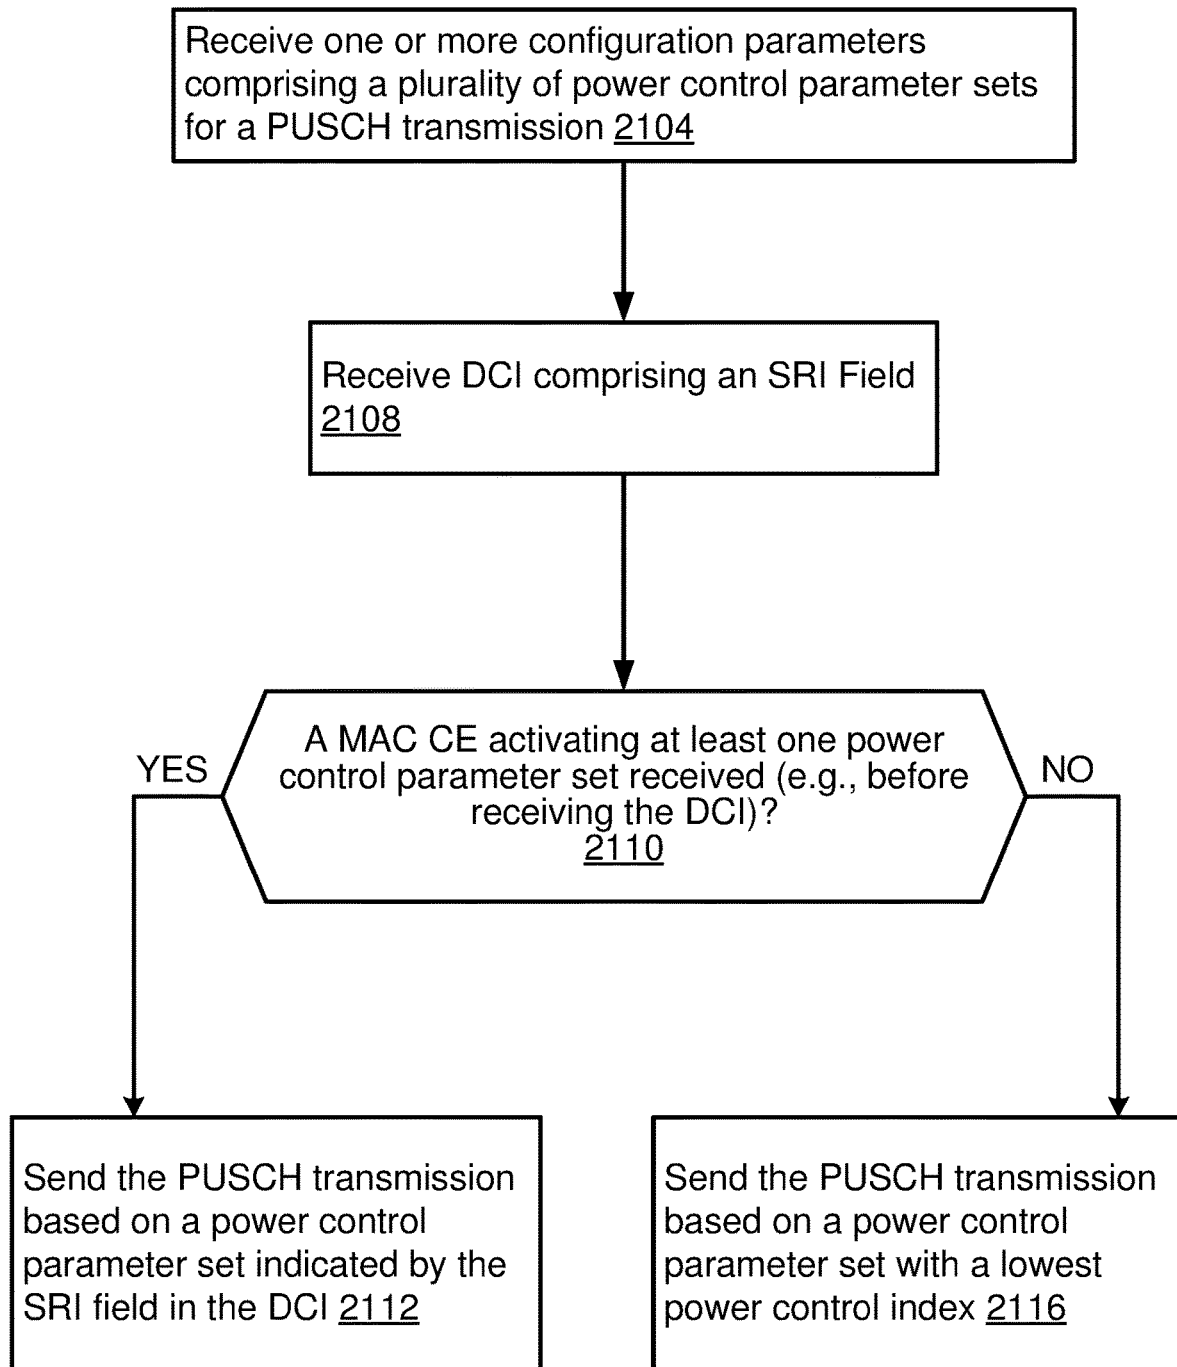 Receive one or more configuration parameters
comprising a plurality of power control parameter sets
for a PUSCH transmission 2104
Receive DCI comprising an SRI Field
2108
A MAC CE activating at least one power
control parameter set received (e.g., before
receiving the DCI)?
2110
YES
NO
Send the PUSCH transmission
based on a power control
parameter set indicated by the
SRI field in the DCI 2112
Send the PUSCH transmission
based on a power control
parameter set with a lowest
power control index 2116